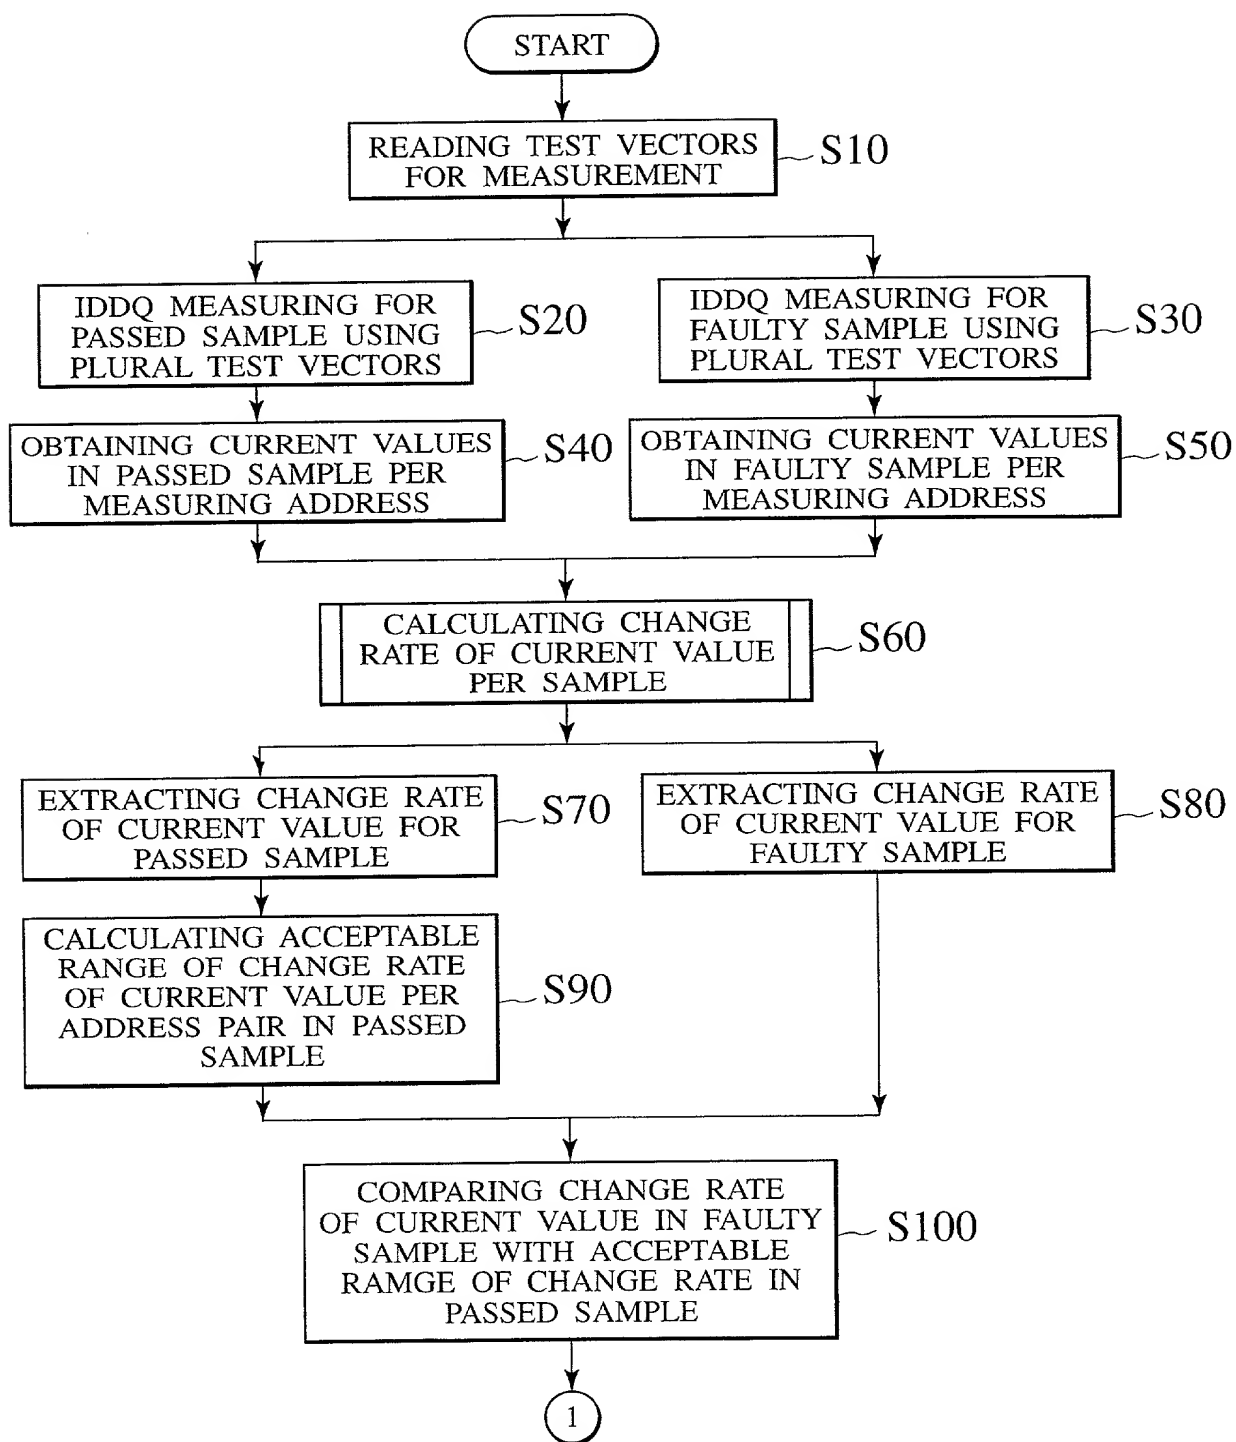 START
READING TEST VECTORS
FOR MEASUREMENT
S10
IDDQ MEASURING FOR
PASSED SAMPLE USING
PLURAL TEST VECTORS
S20
IDDQ MEASURING FOR
FAULTY SAMPLE USING
PLURAL TEST VECTORS
S30
OBTAINING CURRENT VALUES
IN PASSED SAMPLE PER
MEASURING ADDRESS
S40
OBTAINING CURRENT VALUES
IN FAULTY SAMPLE PER
MEASURING ADDRESS
S50
CALCULATING CHANGE
RATE OF CURRENT VALUE
PER SAMPLE
S60
EXTRACTING CHANGE RATE
OF CURRENT VALUE FOR
PASSED SAMPLE
S70
EXTRACTING CHANGE RATE
OF CURRENT VALUE FOR
FAULTY SAMPLE
S80
CALCULATING ACCEPTABLE
RANGE OF CHANGE RATE
OF CURRENT VALUE PER
ADDRESS PAIR IN PASSED
SAMPLE
S90
COMPARING CHANGE RATE
OF CURRENT VALUE IN FAULTY
SAMPLE WITH ACCEPTABLE
RAMGE OF CHANGE RATE IN
PASSED SAMPLE
S100
1